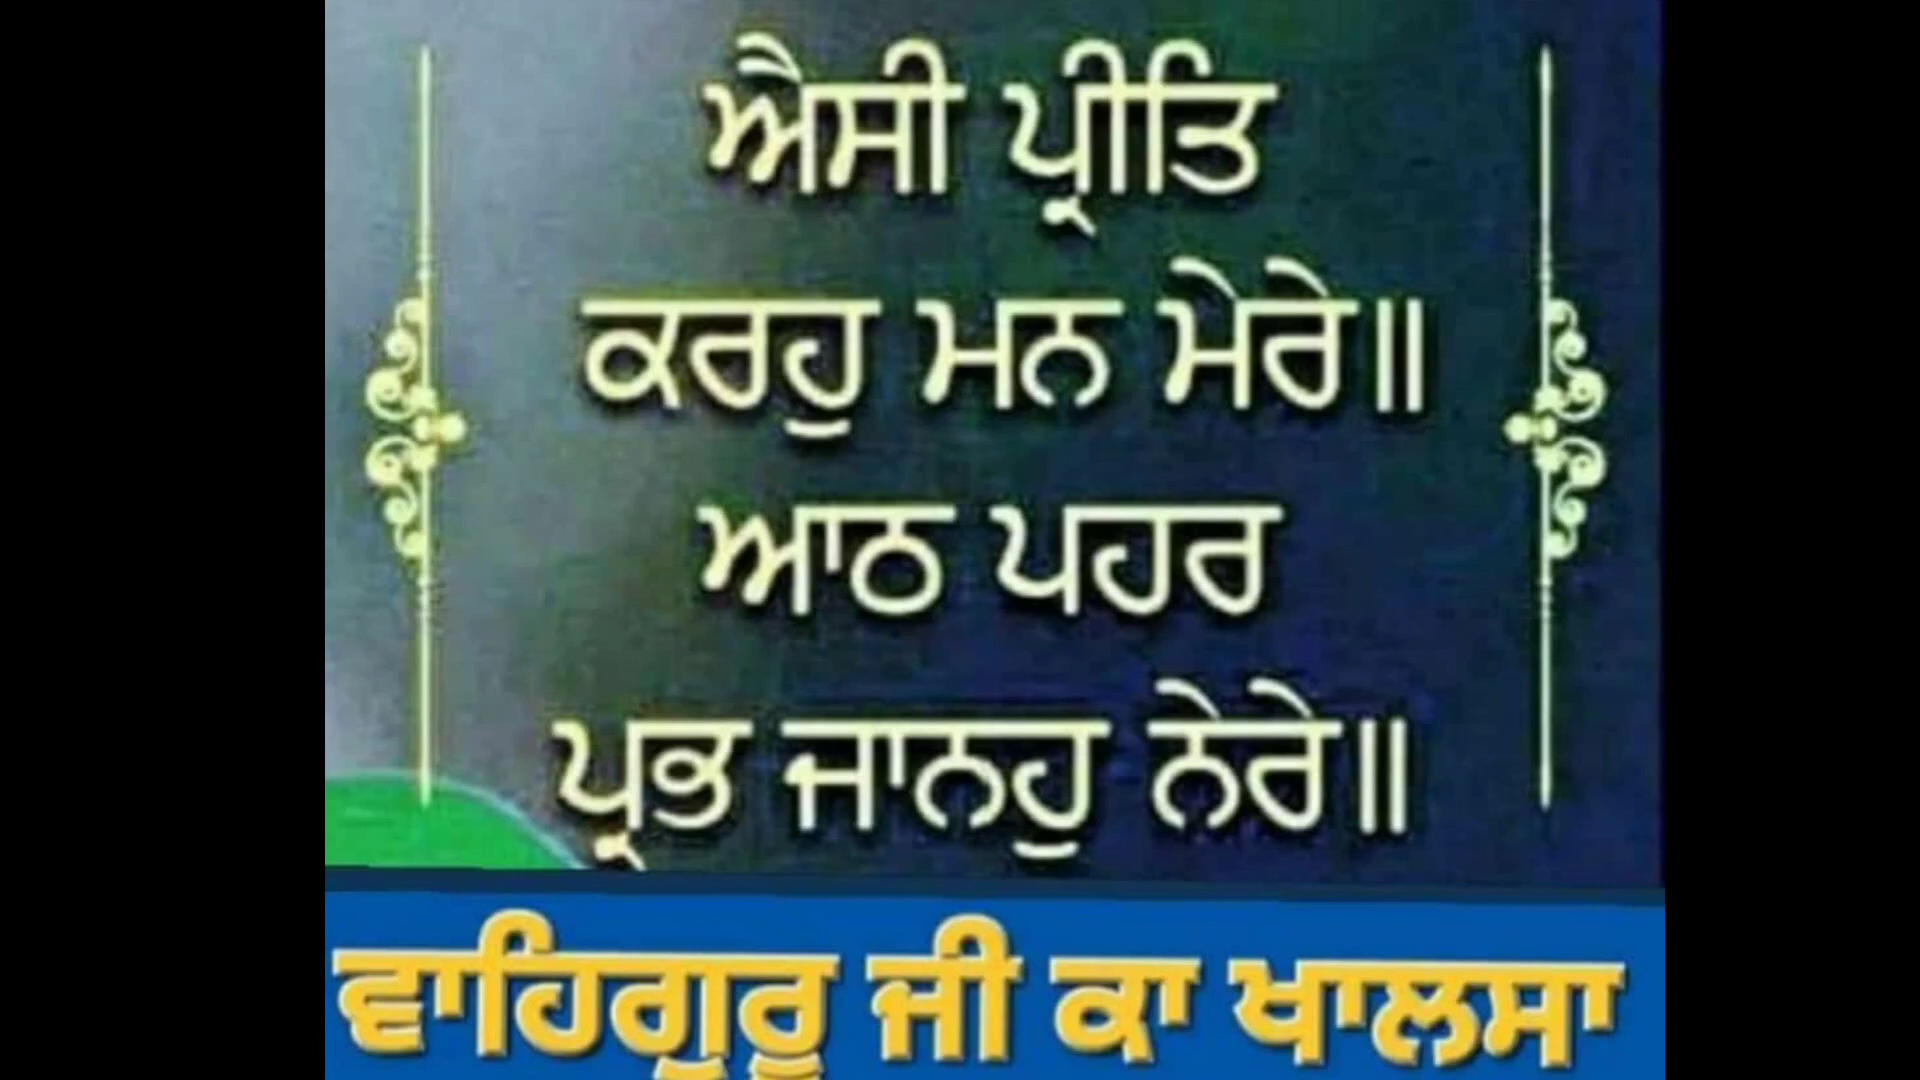 ਐਸੀ ਪ੍ਰੀਤਿ
ਕਰਹੁ ਮਨ ਮੇਰੇ॥
ਆਠ ਪਹਰ
ਪ੍ਰਭ ਜਾਨਹੁ ਨੇਰੇ॥
ਵਾਹਿਗੁਰੂ ਜੀ ਕਾ ਖਾਲਸਾ